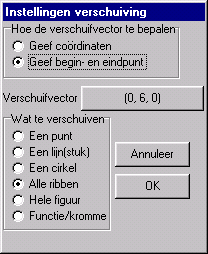 Instellingen verschuiving
Hoe de verschuifvector te bepalen
Geef coördinaten
Geef begin- en eindpunt
Verschuifvector (0, 6, 0)
Wat te verschuiven
Een punt
Een lijn(stuk)
Een cirkel
Alle ribben
Hele figuur
Functie/kromme
Annuleer
OK